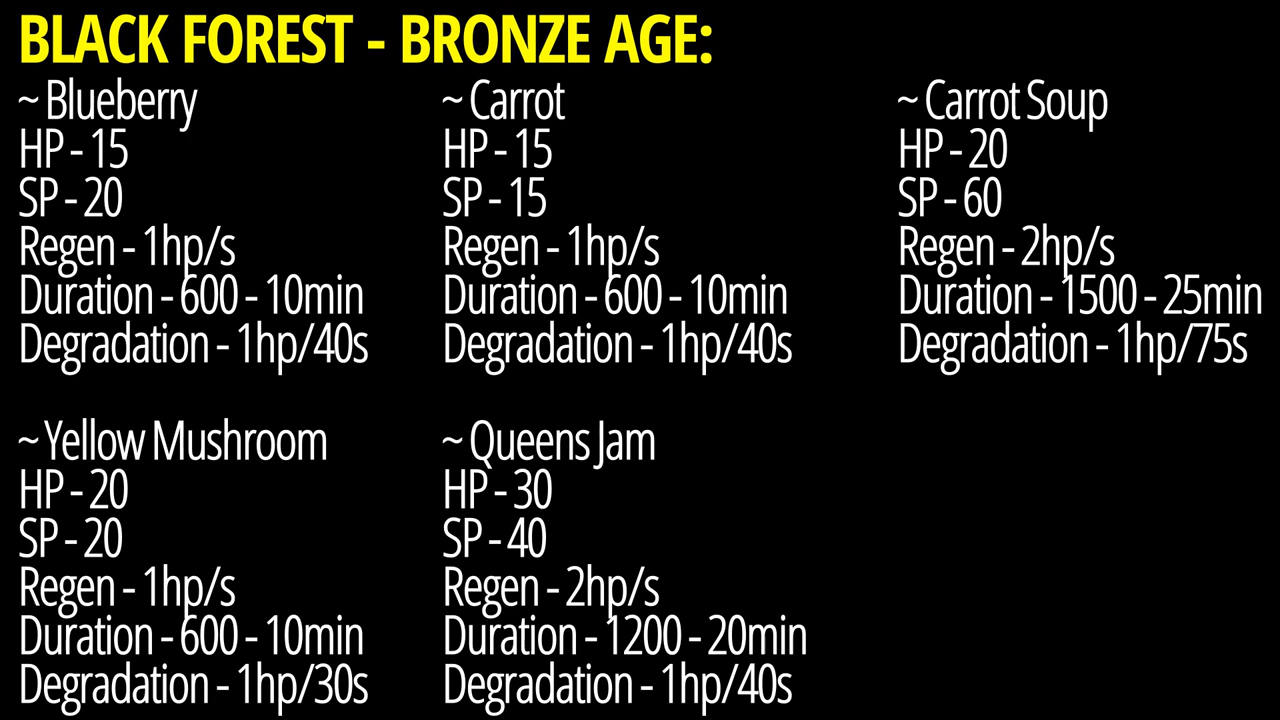 BLACK FOREST - BRONZE AGE:
~ Blueberry
HP - 15
SP - 20
Regen - 1hp/s
Duration - 600 - 10min
Degradation - 1hp/40s
~ Carrot
HP - 15
SP - 15
Regen - 1hp/s
Duration - 600 - 10min
Degradation - 1hp/40s
~ Carrot Soup
HP - 20
SP - 60
Regen - 2hp/s
Duration - 1500 - 25min
Degradation - 1hp/75s
~ Yellow Mushroom
HP - 20
SP - 20
Regen - 1hp/s
Duration - 600 - 10min
Degradation - 1hp/30s
~ Queens Jam
HP - 30
SP - 40
Regen - 2hp/s
Duration - 1200 - 20min
Degradation - 1hp/40s